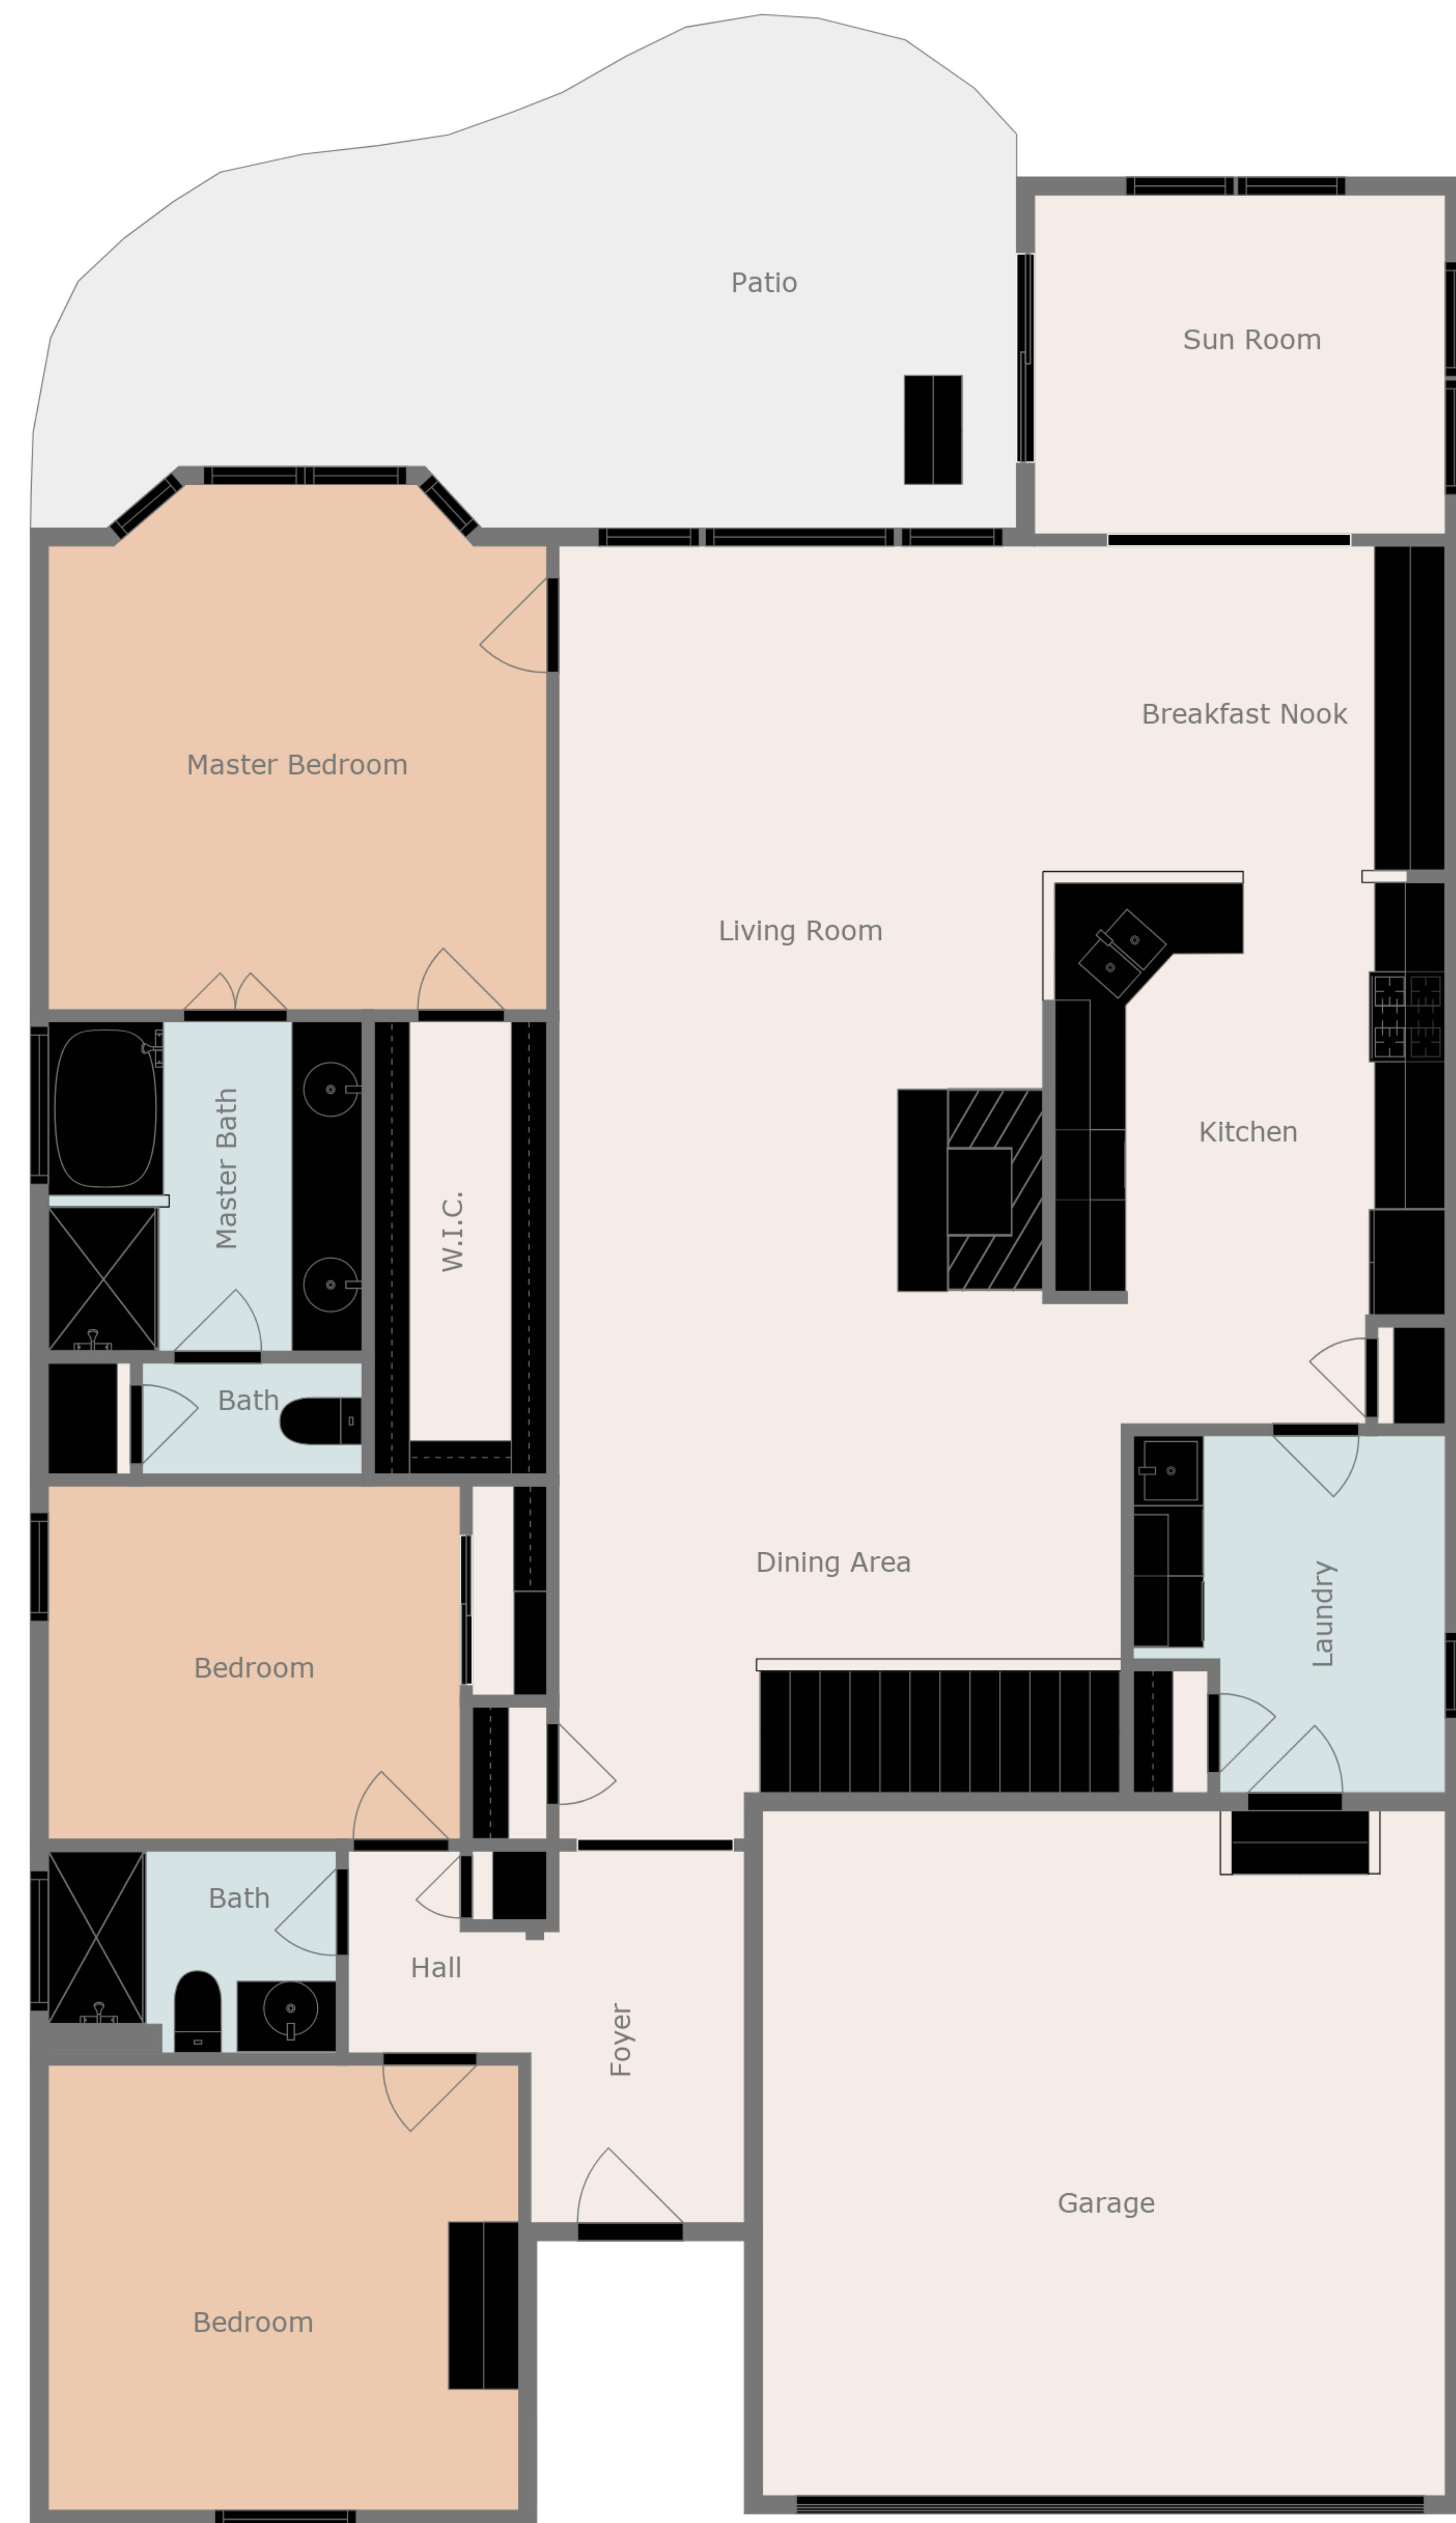 Patio
Sun Room
Breakfast Nook
Master Bedroom
Living Room
Kitchen
Master Bath
W.I.C.
Bath
Dining Area
Laundry
Bedroom
Bath
Hall
Foyer
Garage
Bedroom